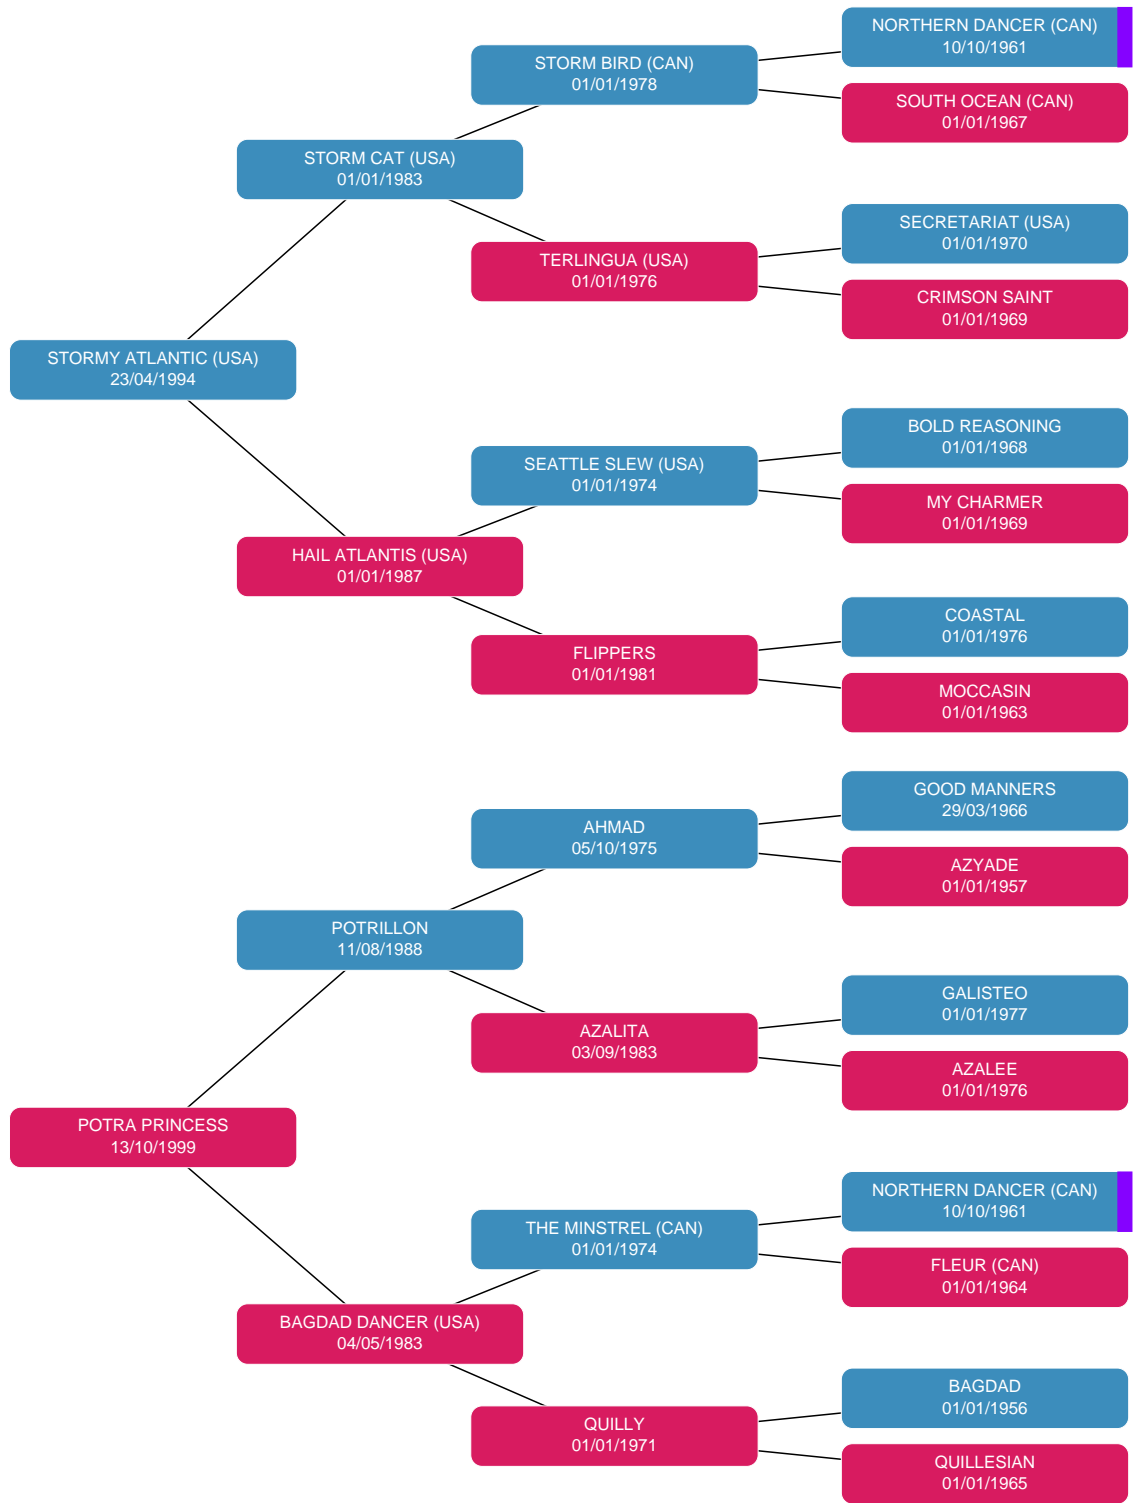 NORTHERN DANCER (CAN)
10/10/1961
STORM BIRD (CAN)
01/01/1978
SOUTH OCEAN (CAN)
01/01/1967
STORM CAT (USA)
01/01/1983
SECRETARIAT (USA)
01/01/1970
TERLINGUA (USA)
01/01/1976
CRIMSON SAINT
01/01/1969
STORMY ATLANTIC (USA)
23/04/1994
BOLD REASONING
01/01/1968
SEATTLE SLEW (USA)
01/01/1974
MY CHARMER
01/01/1969
HAIL ATLANTIS (USA)
01/01/1987
COASTAL
01/01/1976
FLIPPERS
01/01/1981
MOCCASIN
01/01/1963
GOOD MANNERS
29/03/1966
AHMAD
05/10/1975
AZYADE
01/01/1957
POTRILLON
11/08/1988
GALISTEO
01/01/1977
AZALITA
03/09/1983
AZALEE
01/01/1976
POTRA PRINCESS
13/10/1999
NORTHERN DANCER (CAN)
10/10/1961
THE MINSTREL (CAN)
01/01/1974
FLEUR (CAN)
01/01/1964
BAGDAD DANCER (USA)
04/05/1983
BAGDAD
01/01/1956
QUILLY
01/01/1971
QUILLESIAN
01/01/1965